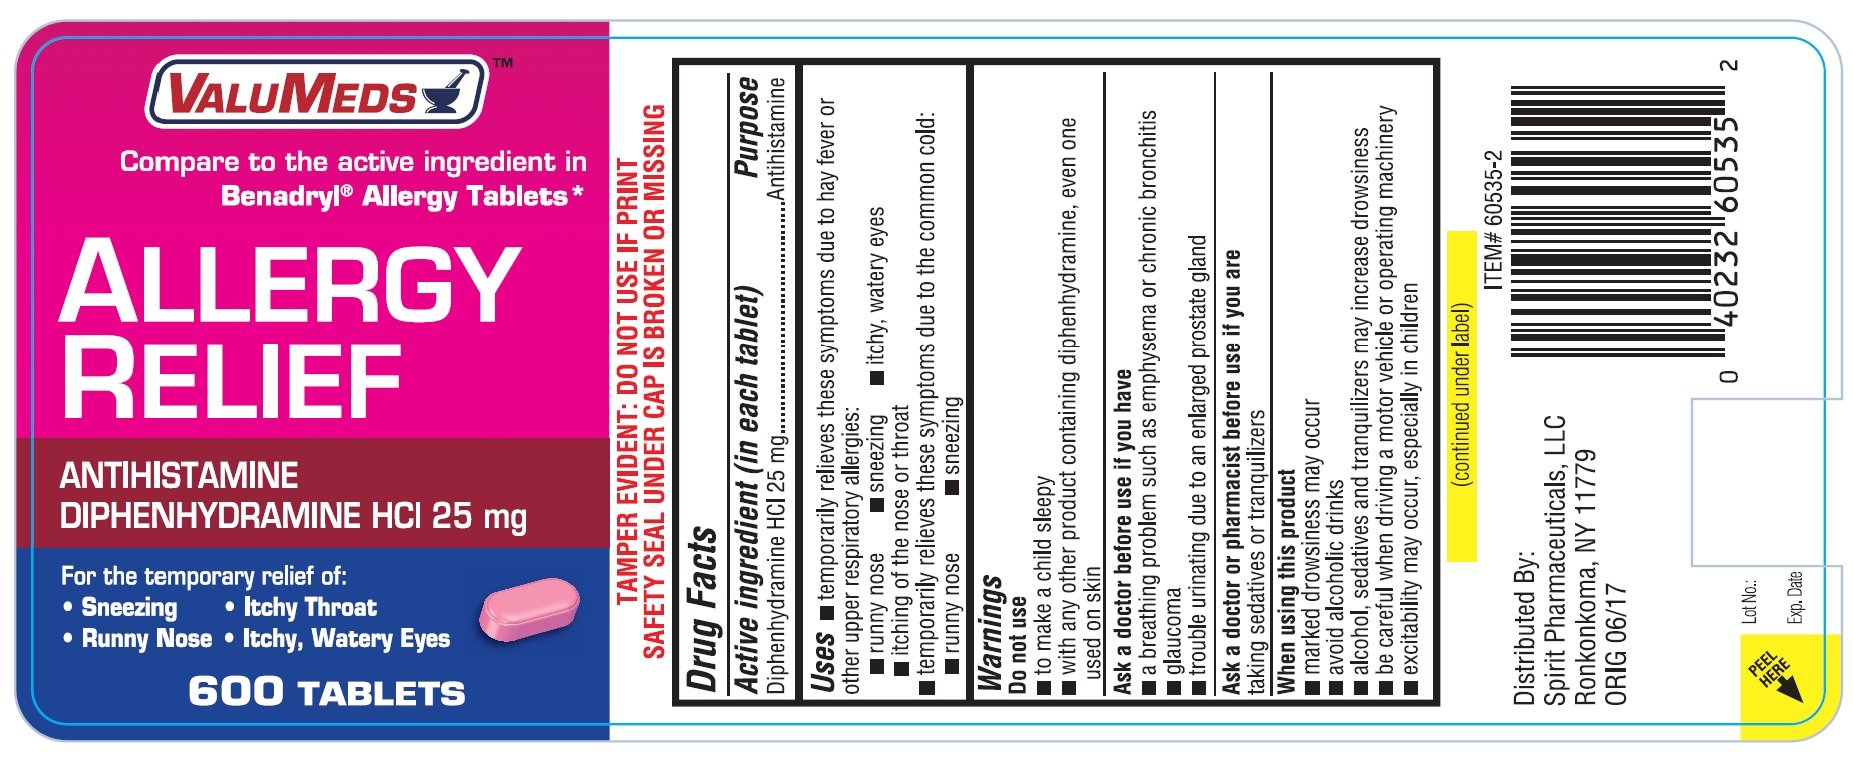 VALUMEDS™
Compare to the active ingredient in
Benadryl® Allergy Tablets*
ALLERGY
RELIEF
ANTIHISTAMINE
DIPHENHYDRAMINE HCl 25 mg
For the temporary relief of:
• Sneezing • Itchy Throat
• Runny Nose • Itchy, Watery Eyes
600 TABLETS
TAMPER EVIDENT: DO NOT USE IF PRINT
SAFETY SEAL UNDER CAP IS BROKEN OR MISSING
Drug Facts
Active ingredient (in each tablet) Purpose
Diphenhydramine HCl 25 mg..........................Antihistamine
Uses ■ temporarily relieves these symptoms due to hay fever or
other upper respiratory allergies:
■ runny nose ■ sneezing ■ itchy, watery eyes
■ itching of the nose or throat
■ temporarily relieves these symptoms due to the common cold:
■ runny nose ■ sneezing
Warnings
Do not use
■ to make a child sleepy
■ with any other product containing diphenhydramine, even one
used on skin
Ask a doctor before use if you have
■ a breathing problem such as emphysema or chronic bronchitis
■ glaucoma
■ trouble urinating due to an enlarged prostate gland
Ask a doctor or pharmacist before use if you are
taking sedatives or tranquilizers
When using this product
■ marked drowsiness may occur
■ avoid alcoholic drinks
■ alcohol, sedatives and tranquilizers may increase drowsiness
■ be careful when driving a motor vehicle or operating machinery
■ excitability may occur, especially in children
(continued under label)
ITEM# 60535-2
0 40232 60535 2
Distributed By:
Spirit Pharmaceuticals, LLC
Ronkonkoma, NY 11779
ORIG 06/17
Lot No.:
Exp. Date
PEEL
HERE